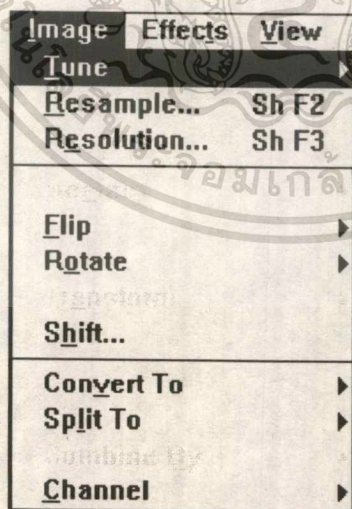 Image Effects View
Tune
Resample... Sh F2
Resolution... Sh F3
Flip
Rotate
Shift...
Convert To
Split To
Channel